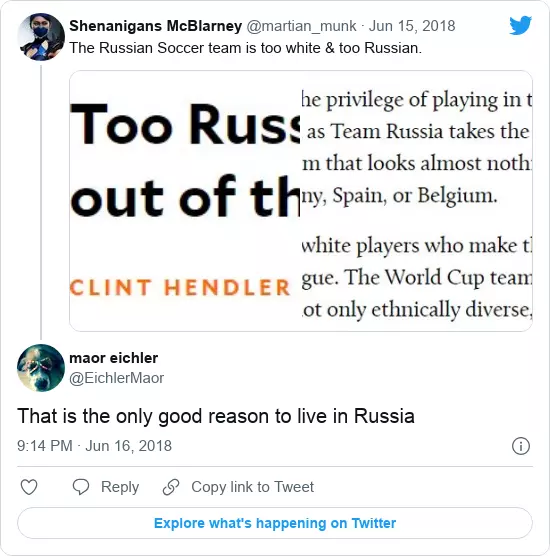 Shenanigans McBlarney @martian_munk · Jun 15, 2018
The Russian Soccer team is too white & too Russian.
Too Russ
out of th
CLINT HENDLER
he privilege of playing in t
as Team Russia takes the
m that looks almost noth
ny, Spain, or Belgium.
white players who make t
gue. The World Cup team
ot only ethnically diverse,
maor eichler
@EichlerMaor
That is the only good reason to live in Russia
9:14 PM · Jun 16, 2018
Reply
Copy link to Tweet
Explore what's happening on Twitter